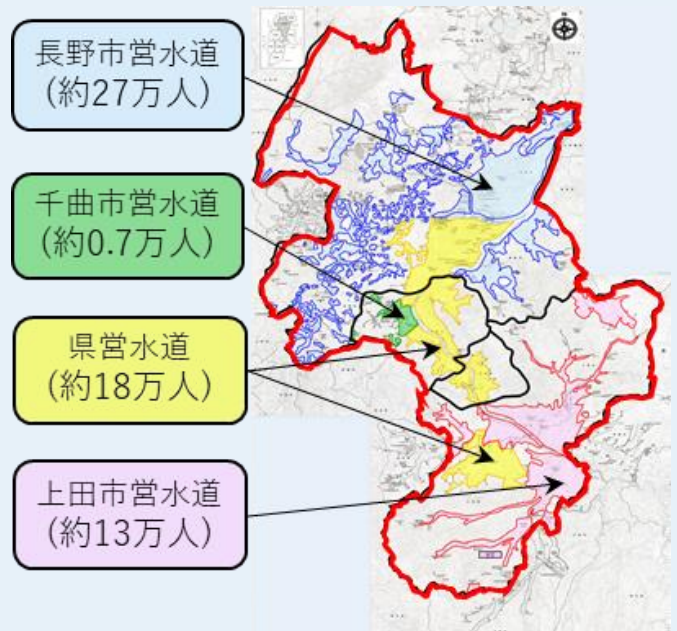 長野市営水道
(約27万人)
千曲市営水道
(約0.7万人)
県営水道
(約18万人)
上田市営水道
(約13万人)